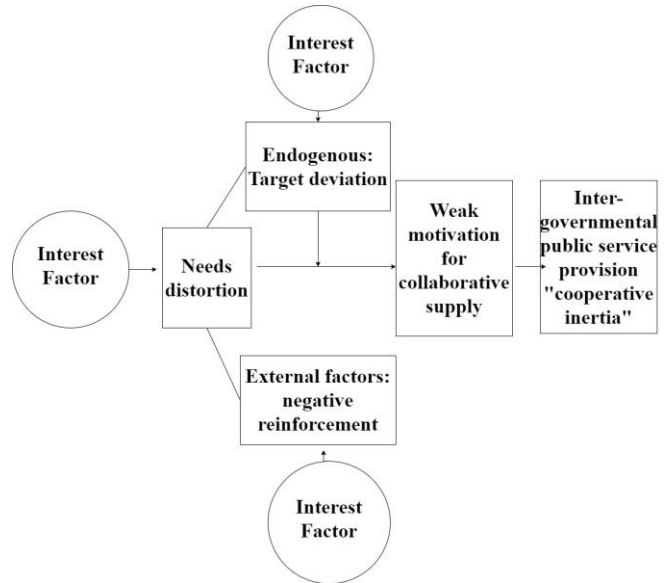 Interest
Factor
Endogenous:
Target deviation
Interest
Factor
Needs
distortion
Weak
motivation
for
collaborative
supply
Inter-
governmental
public service
provision
"cooperative
inertia"
External factors:
negative
reinforcement
Interest
Factor